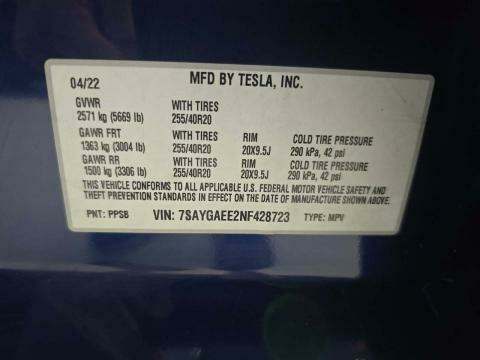 04/22 MFD BY TESLA, INC.
GVWR WITH TIRES
2571 kg (5669 lb) 255/40R20
GAWR FRT WITH TIRES RIM COLD TIRE PRESSURE
1363 kg (3004 lb) 255/40R20 20X9.5J 290 kPa, 42 psi
GAWR RR WITH TIRES RIM COLD TIRE PRESSURE
1500 kg (3306 lb) 255/40R20 20X9.5J 290 kPa, 42 psi
THIS VEHICLE CONFORMS TO ALL APPLICABLE U.S. FEDERAL MOTOR VEHICLE SAFETY AND
THEFT PREVENTION STANDARDS IN EFFECT ON THE DATE OF MANUFACTURE SHOWN ABOVE.
PNT: PPSB VIN: 7SAYGAEE2NF428723 TYPE: MPV